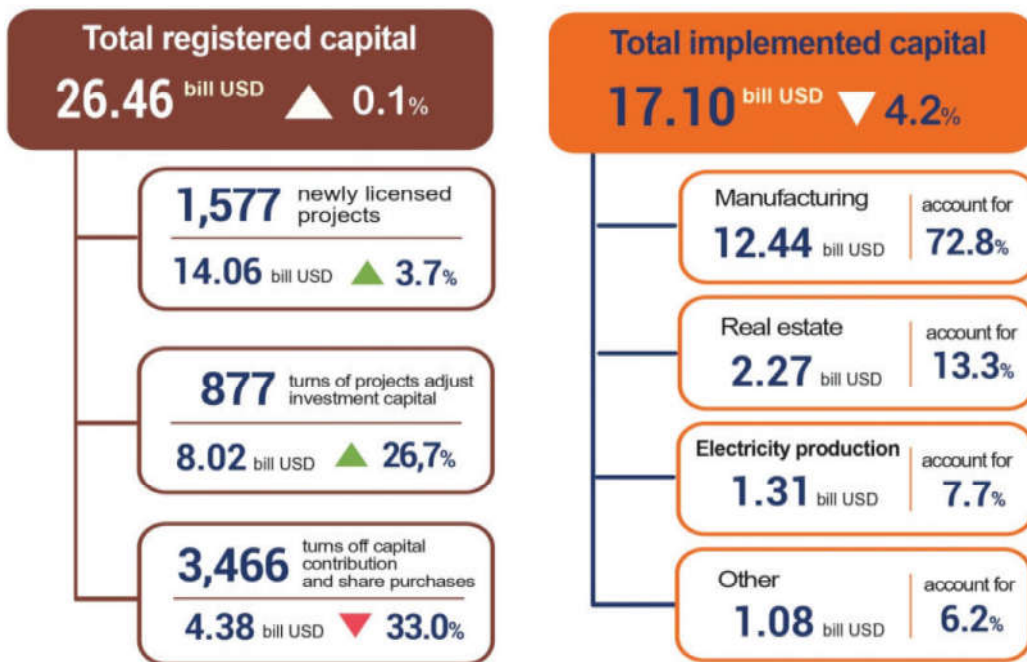 Total registered capital
26.46 bill USD ▲ 0.1%
1,577 newly licensed
projects
14.06 bill USD ▲ 3.7%
877 turns of projects adjust
investment capital
8.02 bill USD ▲ 26,7%
3,466 turns off capital
contribution
and share purchases
4.38 bill USD ▼ 33.0%
Total implemented capital
17.10 bill USD ▼ 4.2%
Manufacturing account for
12.44 bill USD 72.8%
Real estate account for
2.27 bill USD 13.3%
Electricity production account for
1.31 bill USD 7.7%
Other account for
1.08 bill USD 6.2%